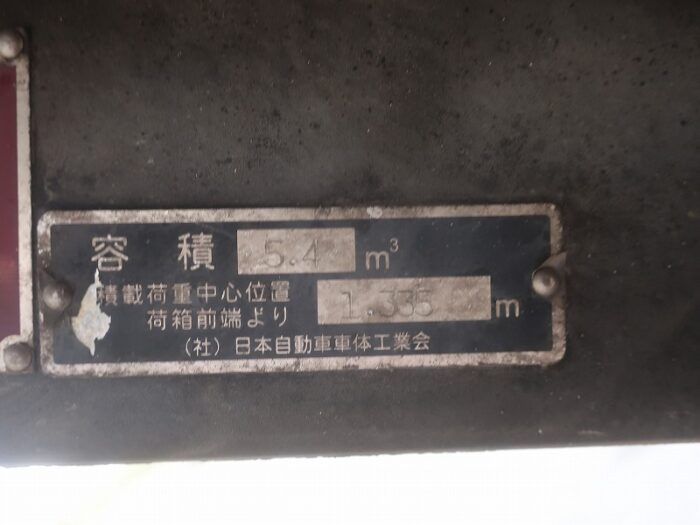 容積 5.4 m³
積載荷重中心位置
荷箱前端より 1.335 m
（社）日本自動車車体工業会